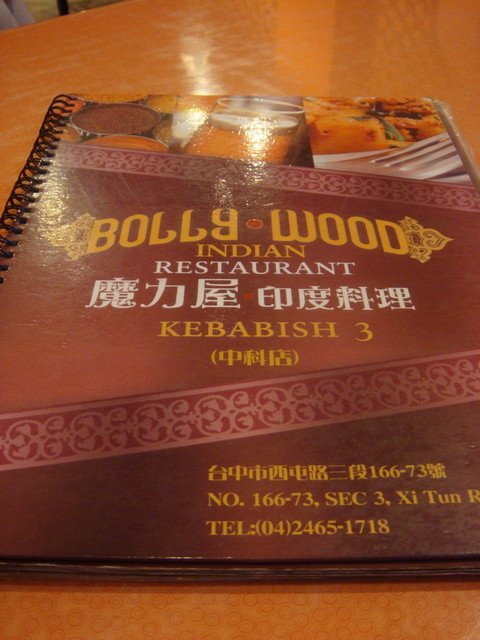 BOLLY·WOOD
INDIAN
RESTAURANT
魔力屋·印度料理
KEBABISH 3
(中科店)
台中市西屯路三段166-73號
NO. 166-73, SEC 3, Xi Tun R
TEL:(04)2465-1718